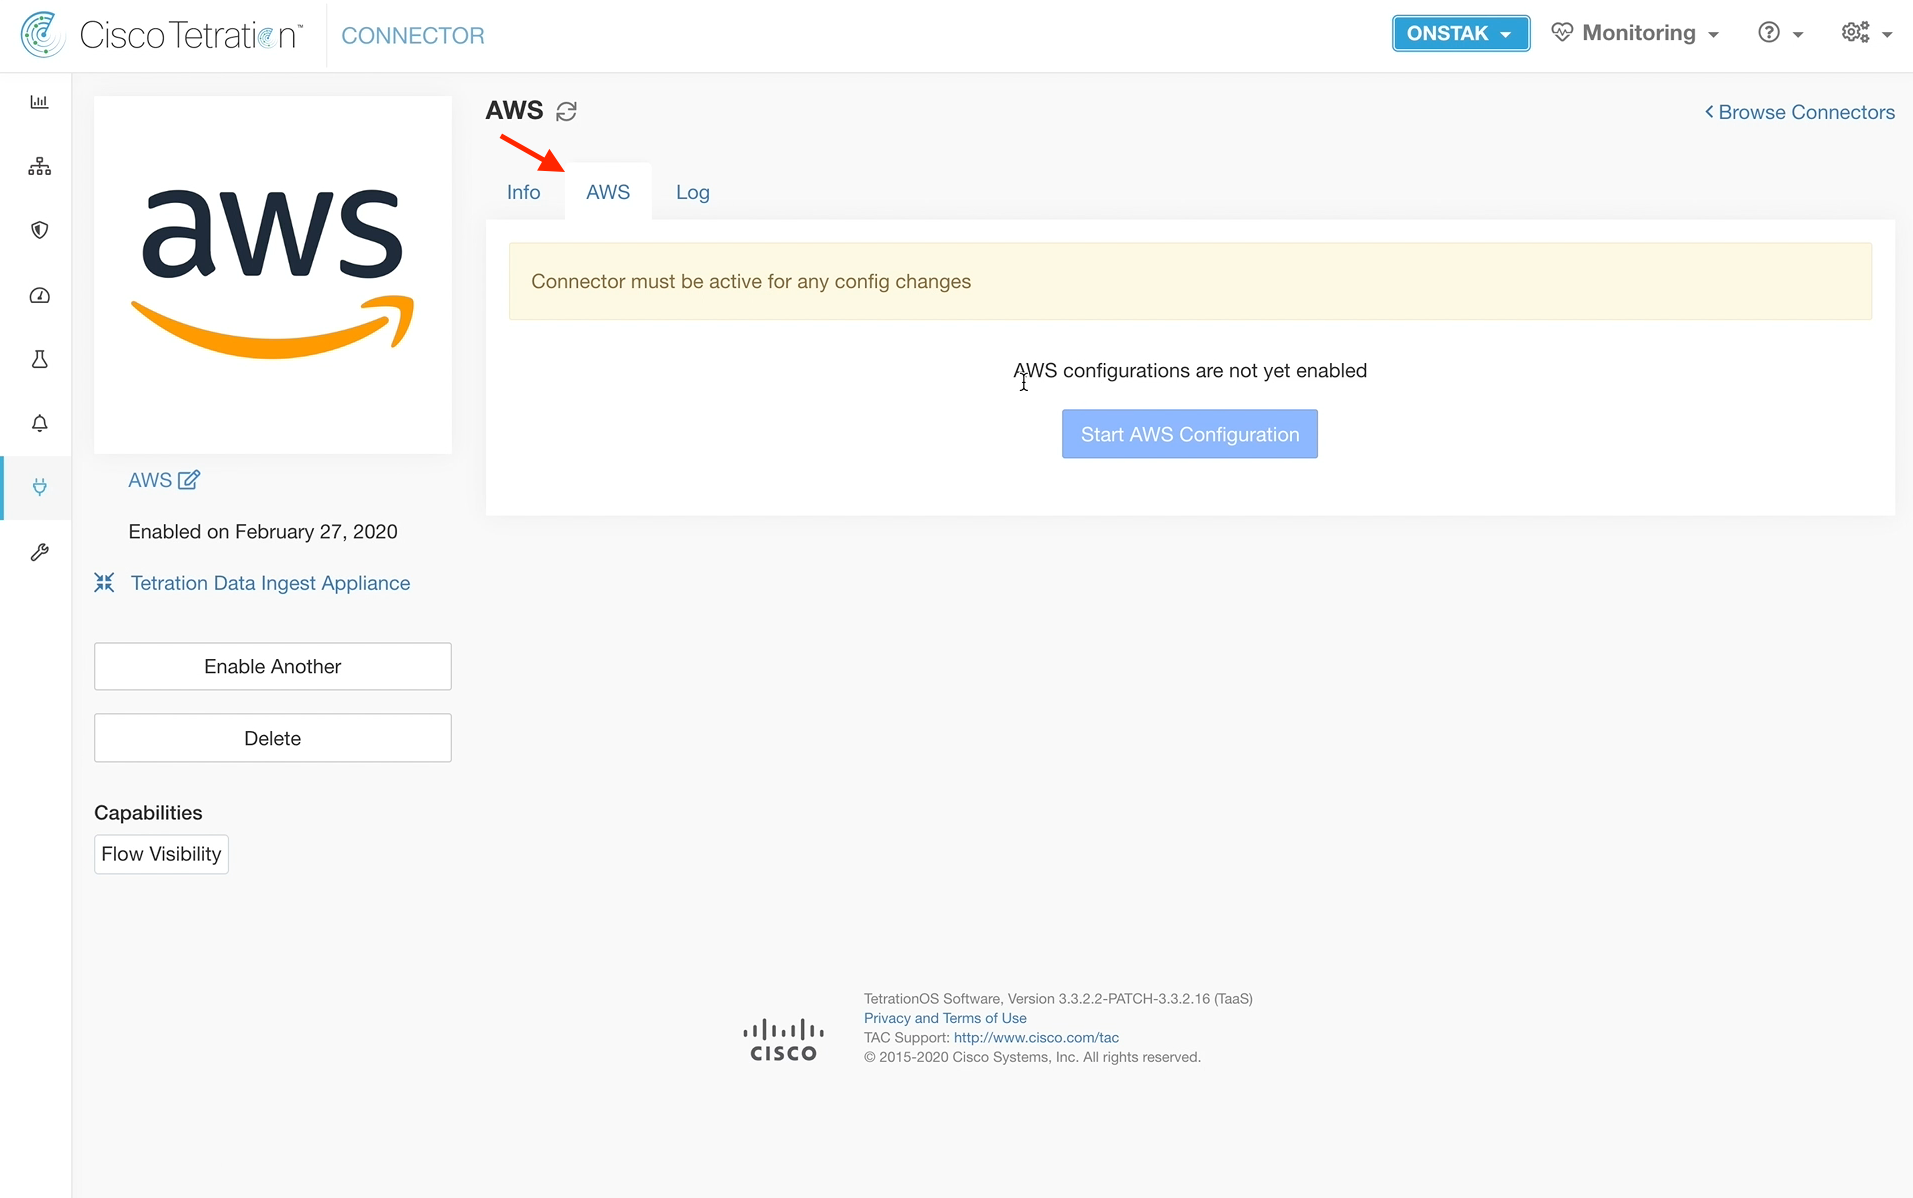 Cisco Tetration™
CONNECTOR
ONSTAK
Monitoring
aws
AWS
Enabled on February 27, 2020
Tetration Data Ingest Appliance
Enable Another
Delete
Capabilities
Flow Visibility
AWS
Browse Connectors
Info
AWS
Log
Connector must be active for any config changes
AWS configurations are not yet enabled
Start AWS Configuration
CISCO
TetrationOS Software, Version 3.3.2.2-PATCH-3.3.2.16 (TaaS)
Privacy and Terms of Use
TAC Support: http://www.cisco.com/tac
© 2015-2020 Cisco Systems, Inc. All rights reserved.